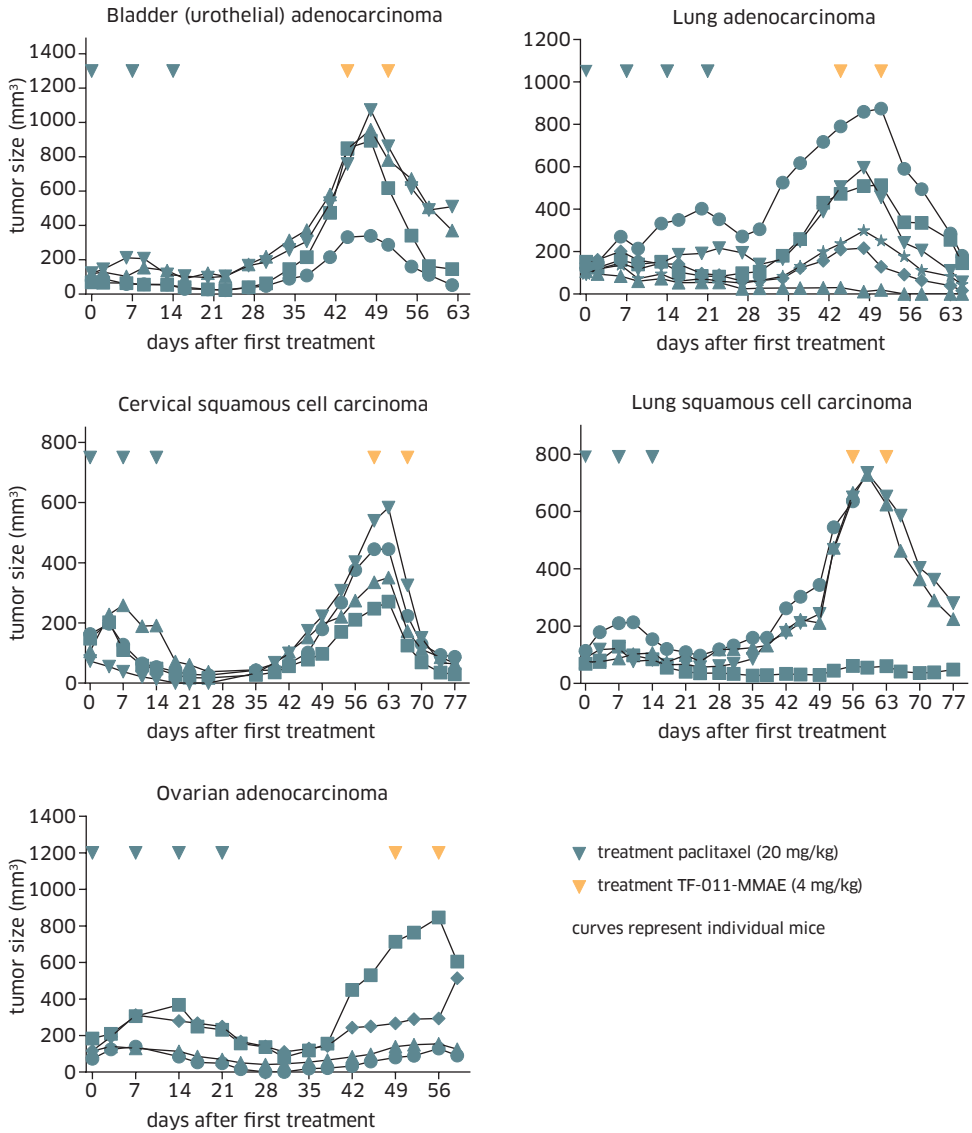 Bladder (urothelial) adenocarcinoma
1400
1200
1000
800
600
400
200
0
tumor size (mm³)
0 7 14 21 28 35 42 49 56 63
days after first treatment
Lung adenocarcinoma
1200
1000
800
600
400
200
0
0 7 14 21 28 35 42 49 56 63
days after first treatment
Cervical squamous cell carcinoma
800
600
400
200
0
tumor size (mm³)
0 7 14 21 28 35 42 49 56 63 70 77
days after first treatment
Lung squamous cell carcinoma
800
600
400
200
0
0 7 14 21 28 35 42 49 56 63 70 77
days after first treatment
Ovarian adenocarcinoma
1400
1200
1000
800
600
400
200
0
tumor size (mm³)
0 7 14 21 28 35 42 49 56
days after first treatment
treatment paclitaxel (20 mg/kg)
treatment TF-011-MMAE (4 mg/kg)
curves represent individual mice